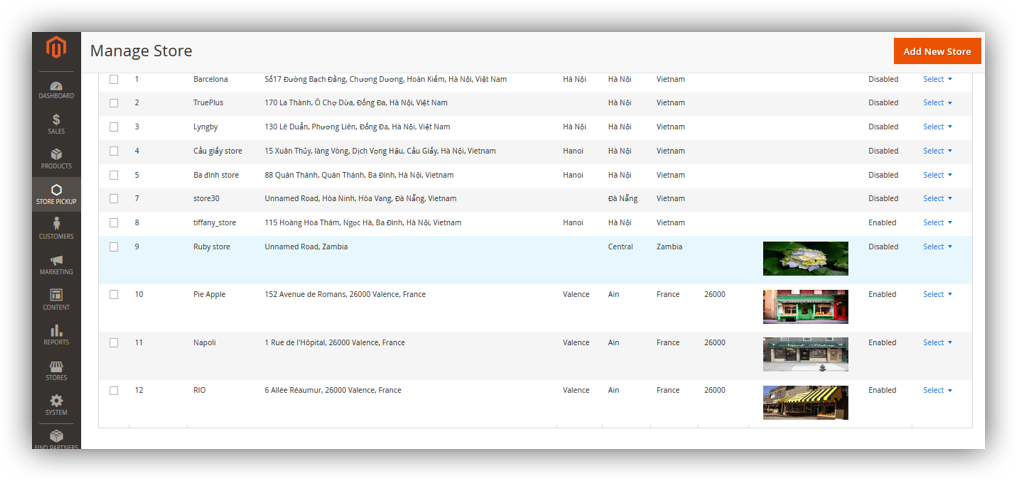 Manage Store
Add New Store
1 Barcelona Số17 Đường Bạch Đằng, Chương Dương, Hoàn Kiếm, Hà Nội, Việt Nam Hà Nội Hà Nội Vietnam Disabled Select
2 TruePlus 170 La Thành, Ô Chợ Dừa, Đống Đa, Hà Nội, Việt Nam Hà Nội Vietnam Disabled Select
3 Lyngby 130 Lê Duẩn, Phương Liên, Đống Đa, Hà Nội, Việt Nam Hà Nội Hà Nội Vietnam Disabled Select
4 Cầu giấy store 15 Xuân Thủy, làng Vòng, Dịch Vọng Hậu, Cầu Giấy, Hà Nội, Vietnam Hanoi Hà Nội Vietnam Disabled Select
5 Ba đình store 88 Quán Thánh, Quán Thánh, Ba Đình, Hà Nội, Vietnam Hanoi Hà Nội Vietnam Disabled Select
7 store30 Unnamed Road, Hòa Ninh, Hòa Vang, Đà Nẵng, Vietnam Đà Nẵng Vietnam Disabled Select
8 tiffany_store 115 Hoàng Hoa Thám, Ngọc Hà, Ba Đình, Hà Nội, Vietnam Hanoi Hà Nội Vietnam Enabled Select
9 Ruby store Unnamed Road, Zambia Central Zambia Disabled Select
10 Pie Apple 152 Avenue de Romans, 26000 Valence, France Valence Ain France 26000 Enabled Select
11 Napoli 1 Rue de l'Hôpital, 26000 Valence, France Valence Ain France 26000 Enabled Select
12 RIO 6 Allée Réaumur, 26000 Valence, France Valence Ain France 26000 Enabled Select
DASHBOARD
SALES
PRODUCTS
STORE PICKUP
CUSTOMERS
MARKETING
CONTENT
REPORTS
STORES
SYSTEM
FIND PARTNERS